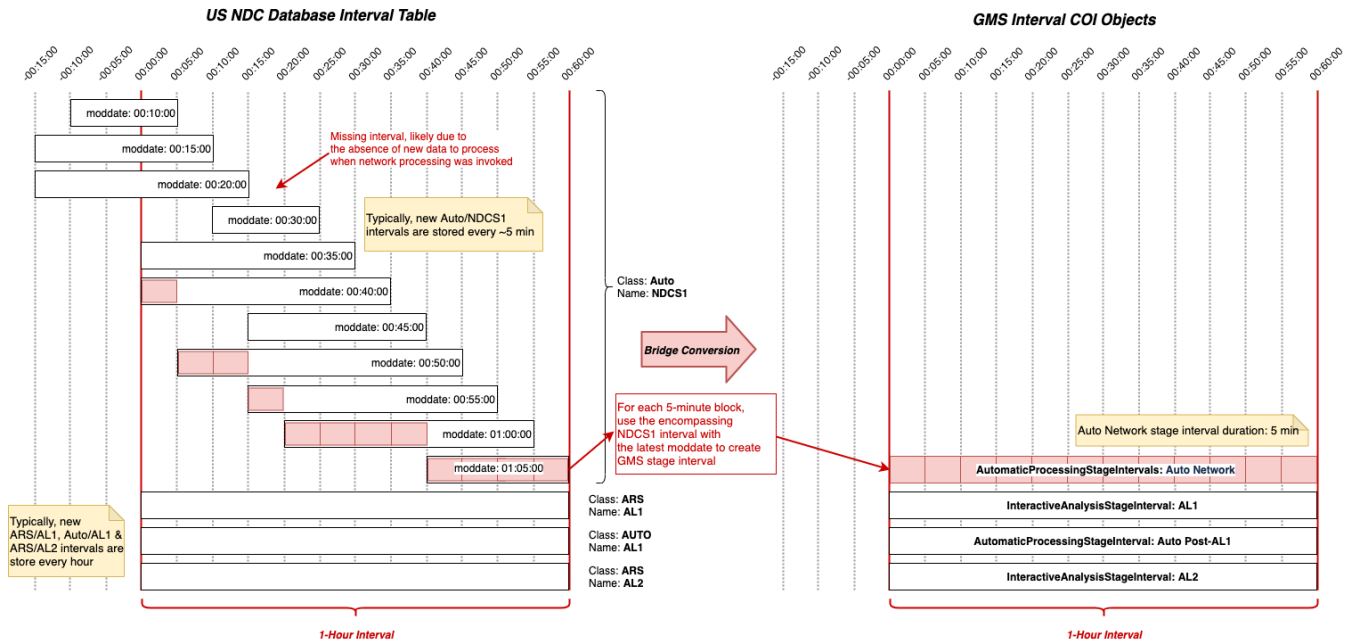 US NDC Database Interval Table
GMS Interval COI Objects
-00:15:00
-00:10:00
-00:05:00
00:00:00
00:05:00
00:10:00
00:15:00
00:20:00
00:25:00
00:30:00
00:35:00
00:40:00
00:45:00
00:50:00
00:55:00
00:60:00
-00:15:00
-00:10:00
-00:05:00
00:00:00
00:05:00
00:10:00
00:15:00
00:20:00
00:25:00
00:30:00
00:35:00
00:40:00
00:45:00
00:50:00
00:55:00
00:60:00
moddate: 00:10:00
moddate: 00:15:00
moddate: 00:20:00
moddate: 00:30:00
moddate: 00:35:00
moddate: 00:40:00
moddate: 00:45:00
moddate: 00:50:00
moddate: 00:55:00
moddate: 01:00:00
moddate: 01:05:00
Missing interval, likely due to
the absence of new data to process
when network processing was invoked
Typically, new Auto/NDCS1
intervals are stored every ~5 min
Class: Auto
Name: NDCS1
Bridge Conversion
For each 5-minute block,
use the encompassing
NDCS1 interval with
the latest moddate to create
GMS stage interval
Auto Network stage interval duration: 5 min
AutomaticProcessingStageIntervals: Auto Network
Typically, new
ARS/AL1, Auto/AL1 &
ARS/AL2 intervals are
store every hour
Class: ARS
Name: AL1
InteractiveAnalysisStageInterval: AL1
Class: AUTO
Name: AL1
AutomaticProcessingStageInterval: Auto Post-AL1
Class: ARS
Name: AL2
InteractiveAnalysisStageInterval: AL2
1-Hour Interval
1-Hour Interval